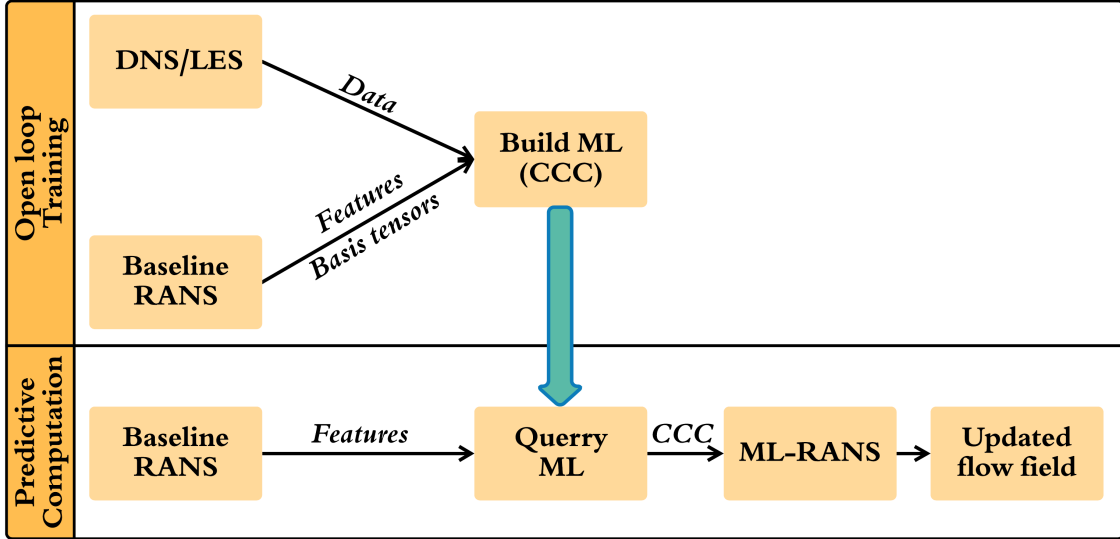 Open loop
Training
DNS/LES
Data
Build ML
(CCC)
Features
Basis tensors
Baseline
RANS
Predictive
Computation
Baseline
RANS
Features
Querry
ML
CCC
ML-RANS
Updated
flow field